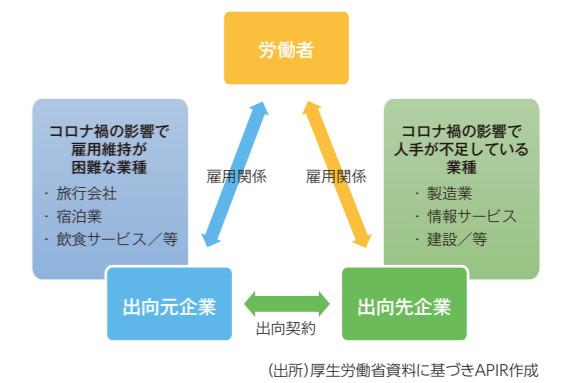 労働者
コロナ禍の影響で
雇用維持が
困難な業種
・ 旅行会社
・ 宿泊業
・ 飲食サービス／等
雇用関係
雇用関係
コロナ禍の影響で
人手が不足している
業種
・ 製造業
・ 情報サービス
・ 建設／等
出向元企業
出向契約
出向先企業
（出所）厚生労働省資料に基づきAPIR作成